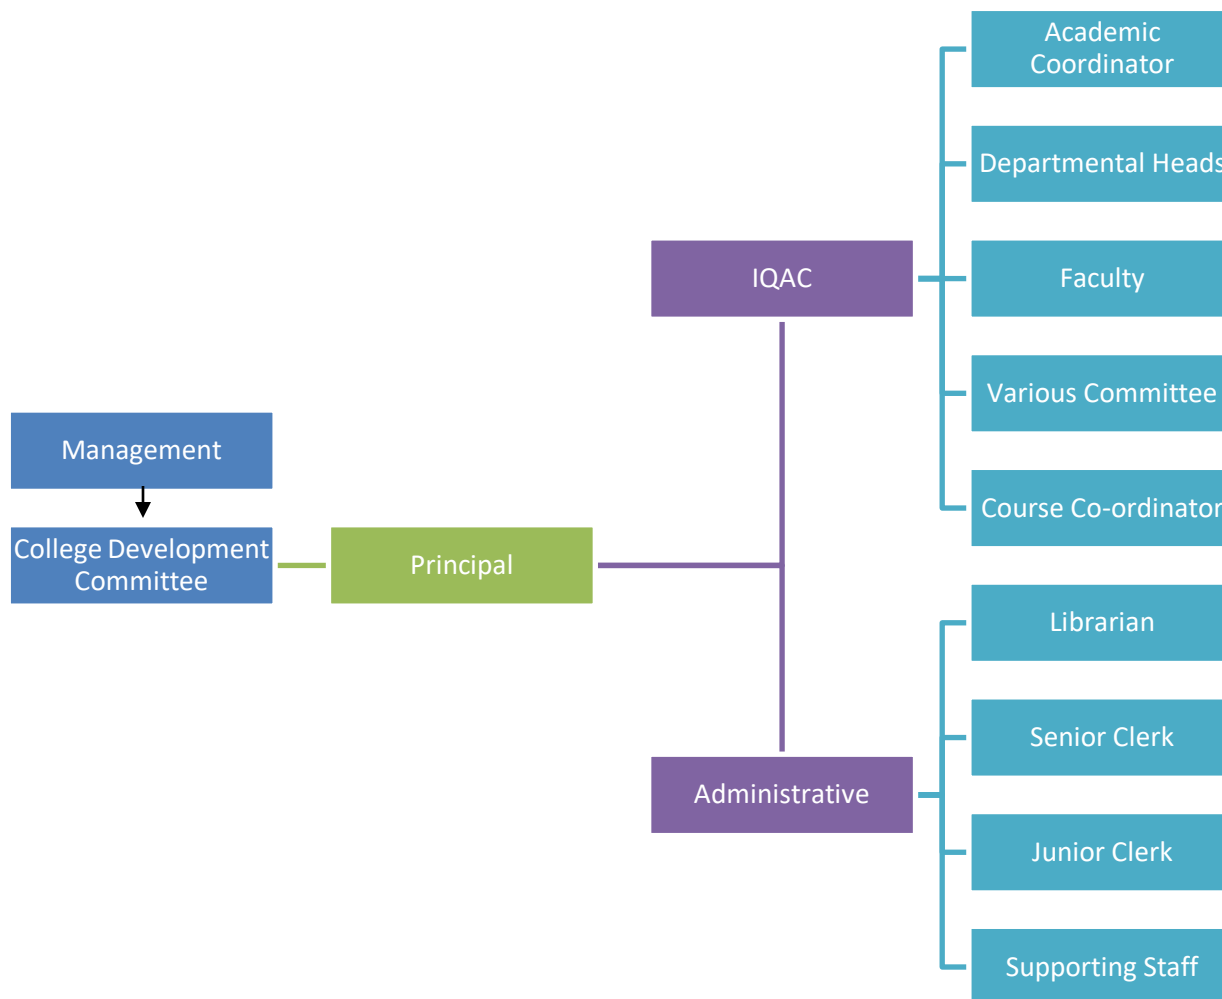 Academic
Coordinator
Departmental Heads
IQAC
Faculty
Various Committee
Management
Course Co-ordinator
College Development
Committee
Principal
Librarian
Senior Clerk
Administrative
Junior Clerk
Supporting Staff